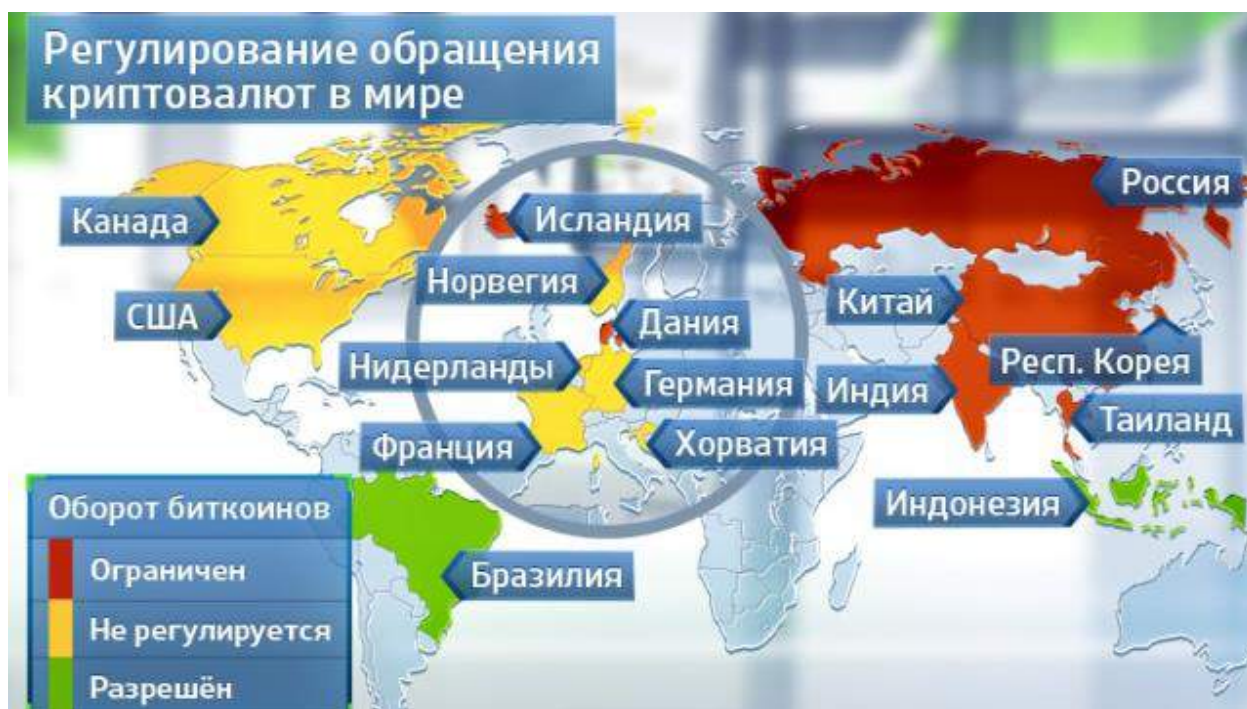 Регулирование обращения
криптовалют в мире
Канада
США
Исландия
Норвегия
Дания
Нидерланды
Германия
Франция
Хорватия
Россия
Китай
Респ. Корея
Индия
Таиланд
Индонезия
Бразилия
Оборот биткоинов
Ограничен
Не регулируется
Разрешён